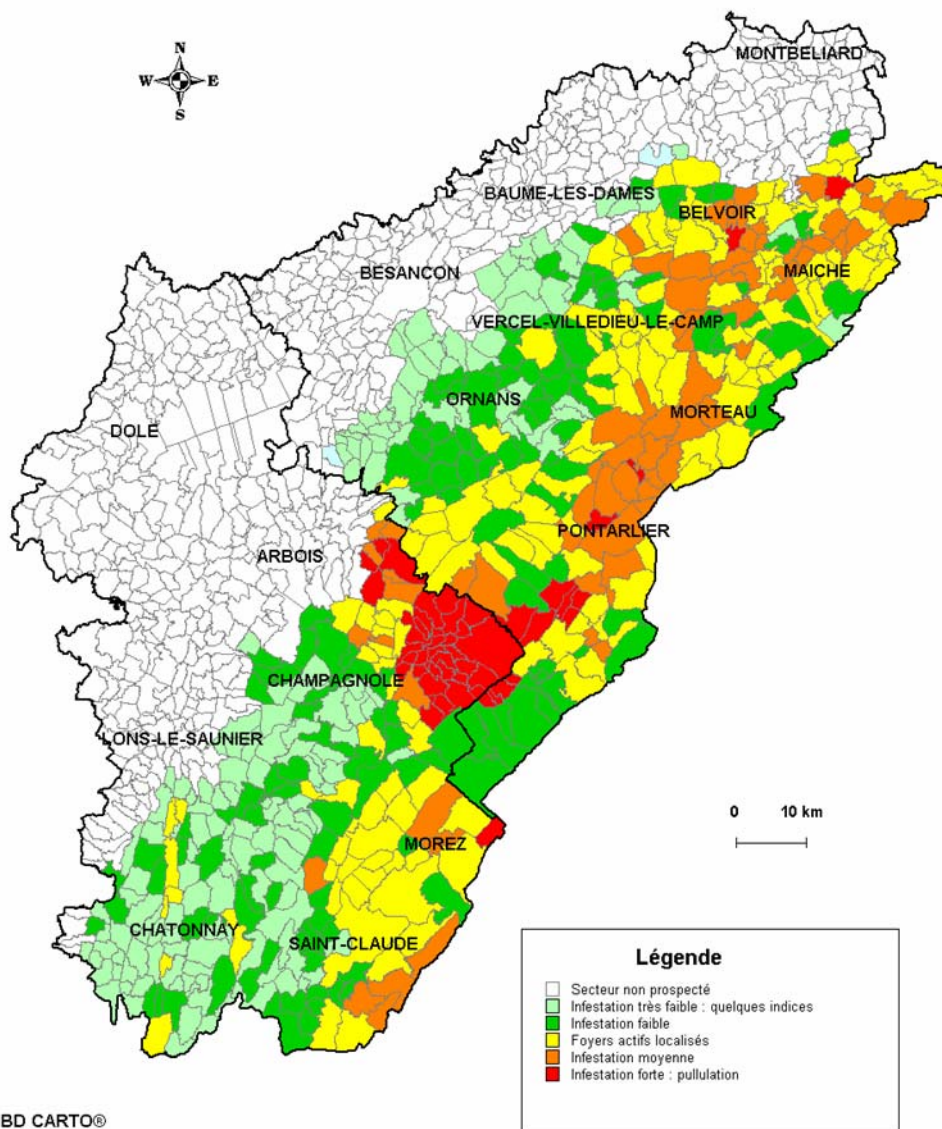 N
W E
S
MONTBELIARD
BAUME-LES-DAMES
BELVOIR
BESANCON
MAICHE
VERCEL-VILLEDIEU-LE-CAMP
ORNANS
MORTEAU
DOLE
PONTARLIER
ARBOIS
CHAMPAGNOLE
LONS-LE-SAUNIER
0 10 km
MOREZ
CHATONNAY
SAINT-CLAUDE
Légende
Secteur non prospecté
Infestation très faible : quelques indices
Infestation faible
Foyers actifs localisés
Infestation moyenne
Infestation forte : pullulation
BD CARTO®